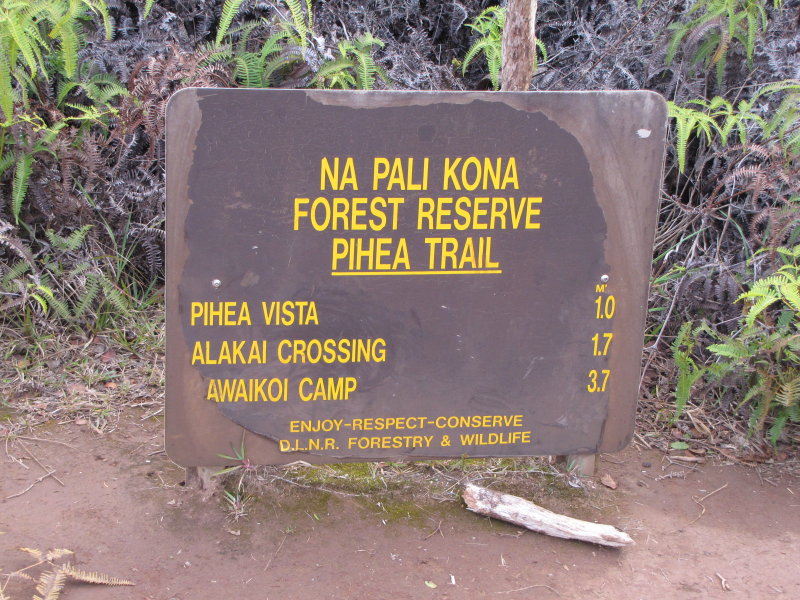 NA PALI KONA
FOREST RESERVE
PIHEA TRAIL
M'
PIHEA VISTA 1.0
ALAKAI CROSSING 1.7
AWAIKOI CAMP 3.7
ENJOY-RESPECT-CONSERVE
D.L.N.R. FORESTRY & WILDLIFE